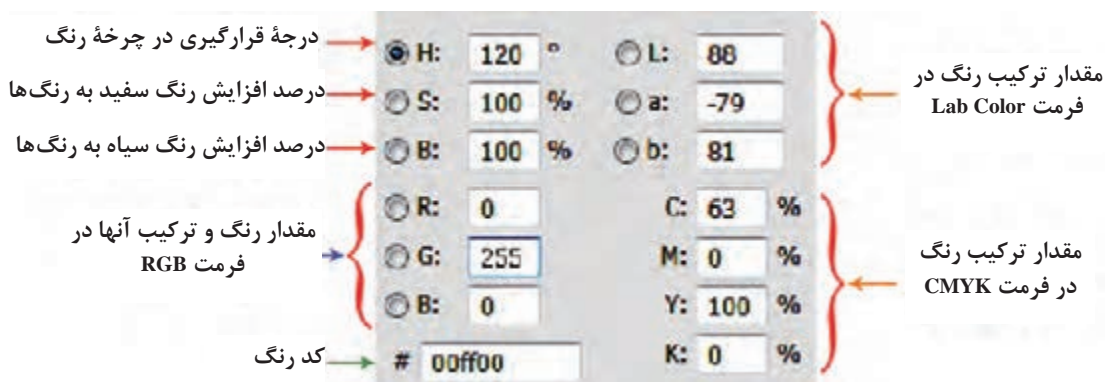 درجهٔ قرارگیری در چرخهٔ رنگ
درصد افزایش رنگ سفید به رنگ‌ها
درصد افزایش رنگ سیاه به رنگ‌ها
مقدار رنگ و ترکیب آنها در
فرمت RGB
کد رنگ
H: 120 °
S: 100 %
B: 100 %
R: 0
G: 255
B: 0
# 00ff00
L: 88
a: -79
b: 81
C: 63 %
M: 0 %
Y: 100 %
K: 0 %
مقدار ترکیب رنگ در
فرمت Lab Color
مقدار ترکیب رنگ
در فرمت CMYK